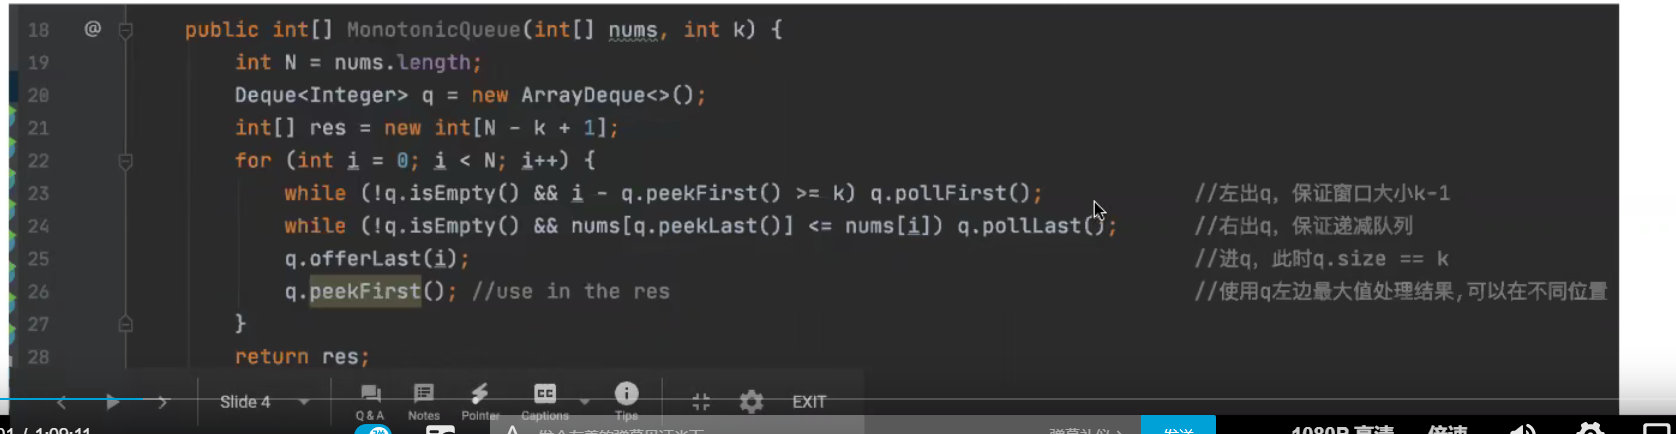 18 @ public int[] MonotonicQueue(int[] nums, int k) {
19 int N = nums.length;
20 Deque<Integer> q = new ArrayDeque<>();
21 int[] res = new int[N - k + 1];
22 for (int i = 0; i < N; i++) {
23 while (!q.isEmpty() && i - q.peekFirst() >= k) q.pollFirst(); //左出q，保证窗口大小k-1
24 while (!q.isEmpty() && nums[q.peekLast()] <= nums[i]) q.pollLast(); //右出q，保证递减队列
25 q.offerLast(i); //进q，此时q.size == k
26 q.peekFirst(); //use in the res //使用q左边最大值处理结果,可以在不同位置
27 }
28 return res;
Slide 4 Q & A Notes Pointer CC Captions Tips EXIT
/ 1:09:11 弹 发送 1080P 高清 倍速